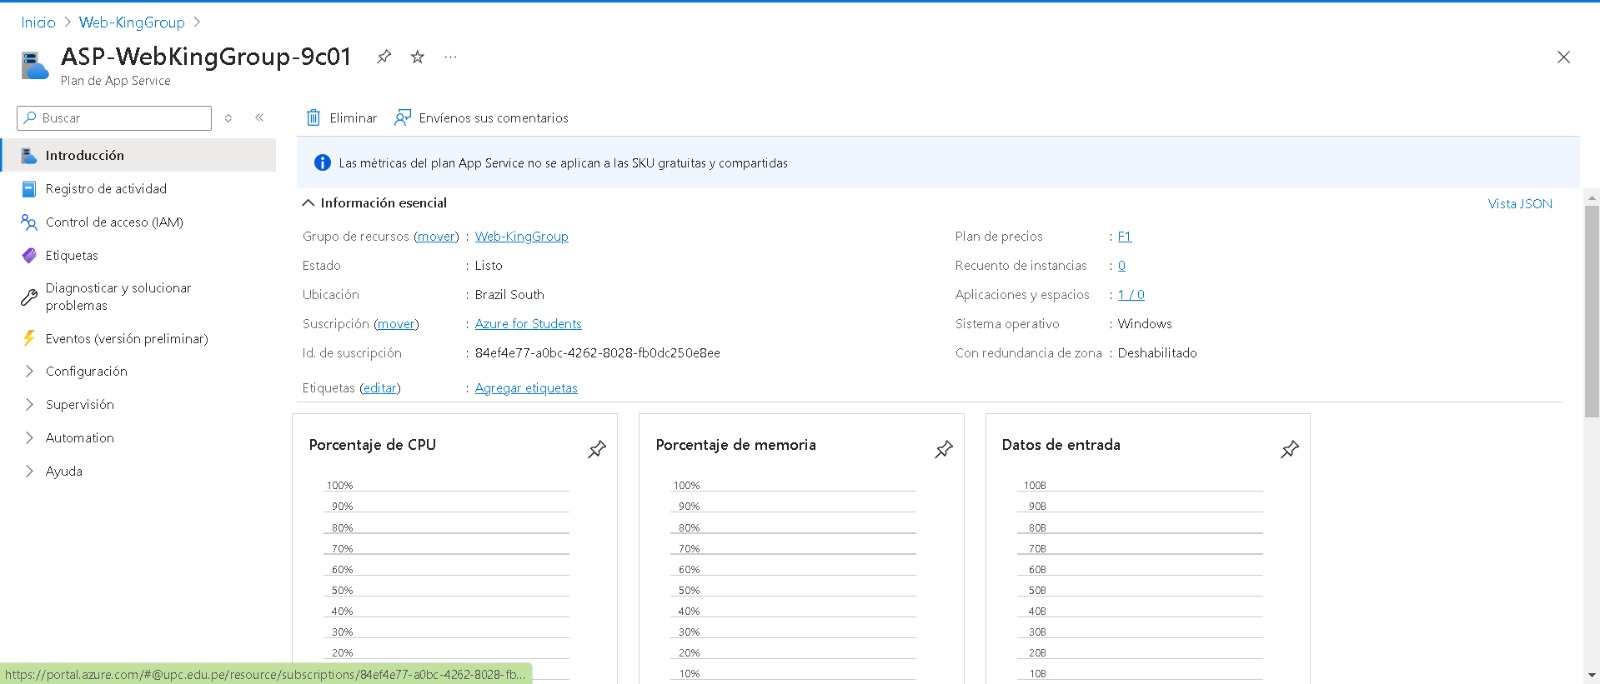 Inicio > Web-KingGroup >
ASP-WebKingGroup-9c01 ...
Plan de App Service
Buscar
Introducción
Registro de actividad
Control de acceso (IAM)
Etiquetas
Diagnosticar y solucionar
problemas
Eventos (versión preliminar)
Configuración
Supervisión
Automation
Ayuda
Eliminar Envíenos sus comentarios
Las métricas del plan App Service no se aplican a las SKU gratuitas y compartidas
Información esencial
Vista JSON
Grupo de recursos (mover) : Web-KingGroup
Estado : Listo
Ubicación : Brazil South
Suscripción (mover) : Azure for Students
Id. de suscripción : 84ef4e77-a0bc-4262-8028-fb0dc250e8ee
Etiquetas (editar) : Agregar etiquetas
Plan de precios : F1
Recuento de instancias : 0
Aplicaciones y espacios : 1 / 0
Sistema operativo : Windows
Con redundancia de zona : Deshabilitado
Porcentaje de CPU
100%
90%
80%
70%
60%
50%
40%
30%
20%
Porcentaje de memoria
100%
90%
80%
70%
60%
50%
40%
30%
20%
10%
Datos de entrada
100B
90B
80B
70B
60B
50B
40B
30B
20B
10B
https://portal.azure.com/#@upc.edu.pe/resource/subscriptions/84ef4e77-a0bc-4262-8028-fb...